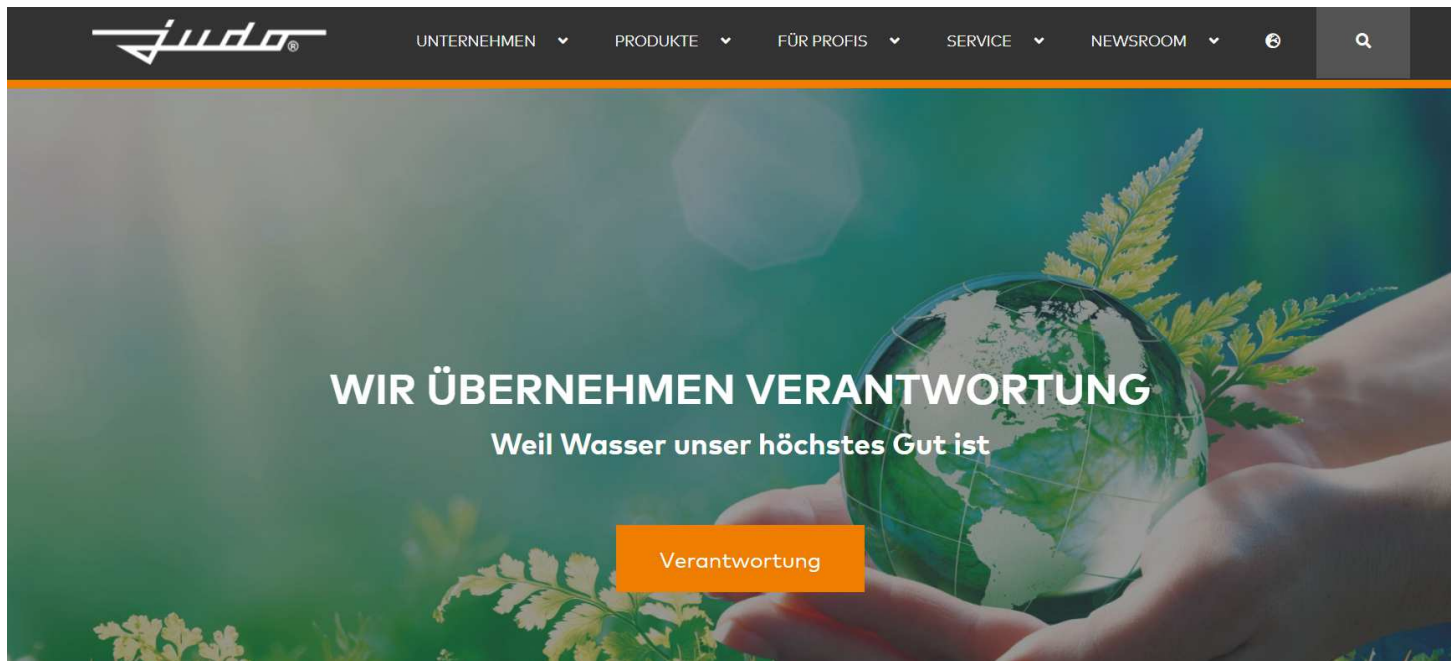 judo®
UNTERNEHMEN
PRODUKTE
FÜR PROFIS
SERVICE
NEWSROOM
WIR ÜBERNEHMEN VERANTWORTUNG
Weil Wasser unser höchstes Gut ist
Verantwortung